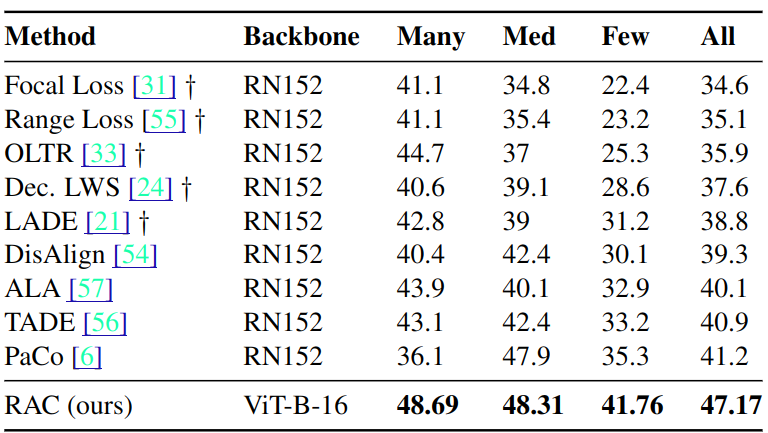 Method Backbone Many Med Few All
Focal Loss [31] † RN152 41.1 34.8 22.4 34.6
Range Loss [55] † RN152 41.1 35.4 23.2 35.1
OLTR [33] † RN152 44.7 37 25.3 35.9
Dec. LWS [24] † RN152 40.6 39.1 28.6 37.6
LADE [21] † RN152 42.8 39 31.2 38.8
DisAlign [54] RN152 40.4 42.4 30.1 39.3
ALA [57] RN152 43.9 40.1 32.9 40.1
TADE [56] RN152 43.1 42.4 33.2 40.9
PaCo [6] RN152 36.1 47.9 35.3 41.2
RAC (ours) ViT-B-16 48.69 48.31 41.76 47.17